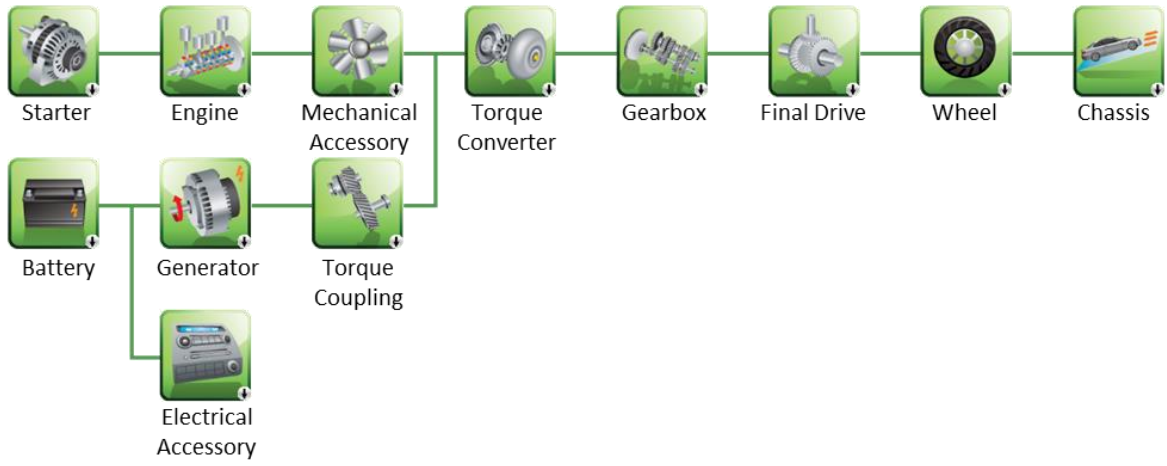 Starter
Engine
Mechanical
Accessory
Torque
Converter
Gearbox
Final Drive
Wheel
Chassis
Battery
Generator
Torque
Coupling
Electrical
Accessory